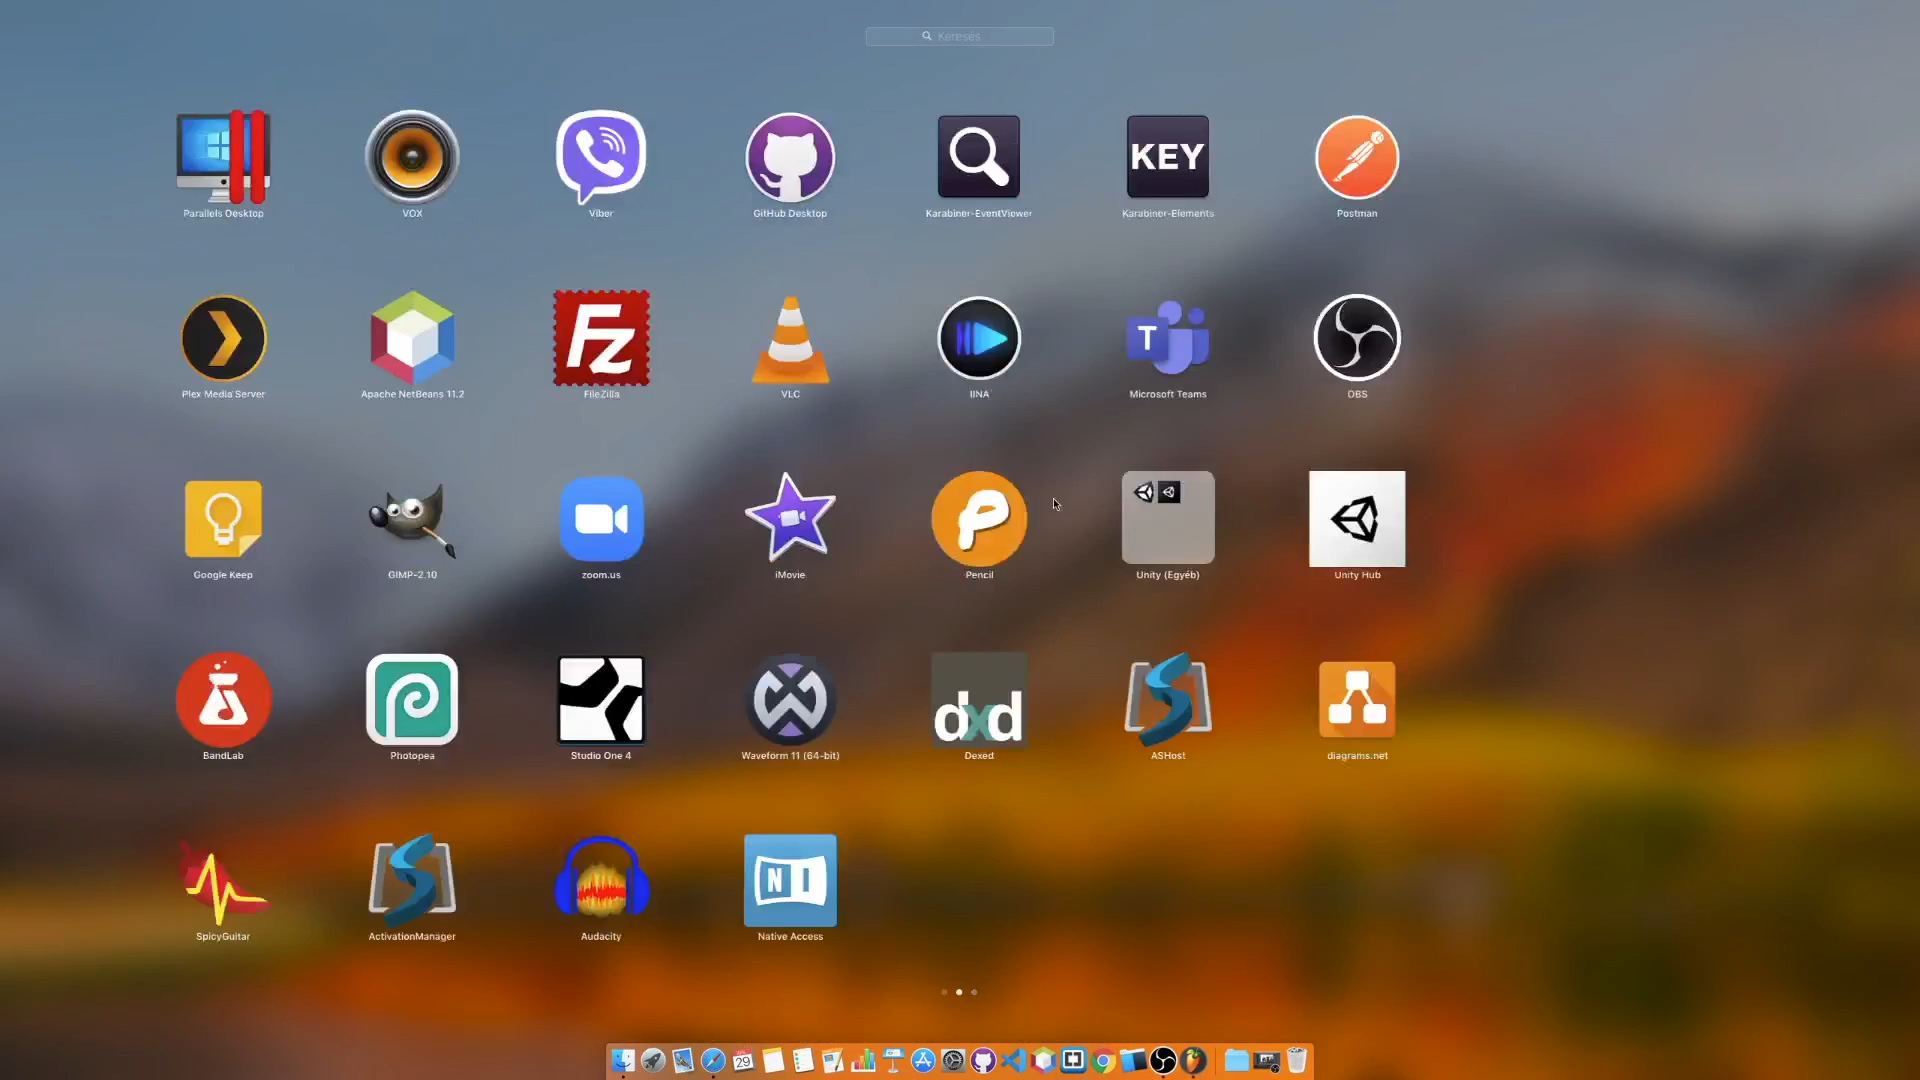 Keresés
Parallels Desktop
VOX
Viber
GitHub Desktop
Karabiner-EventViewer
KEY
Karabiner-Elements
Postman
Plex Media Server
Apache NetBeans 11.2
Fz
FileZilla
VLC
IINA
T
Microsoft Teams
OBS
Google Keep
GIMP-2.10
zoom.us
iMovie
P
Pencil
Unity (Egyéb)
Unity Hub
BandLab
Photopea
Studio One 4
Waveform 11 (64-bit)
dxd
Dexed
ASHost
diagrams.net
SpicyGuitar
ActivationManager
Audacity
NI
Native Access
29